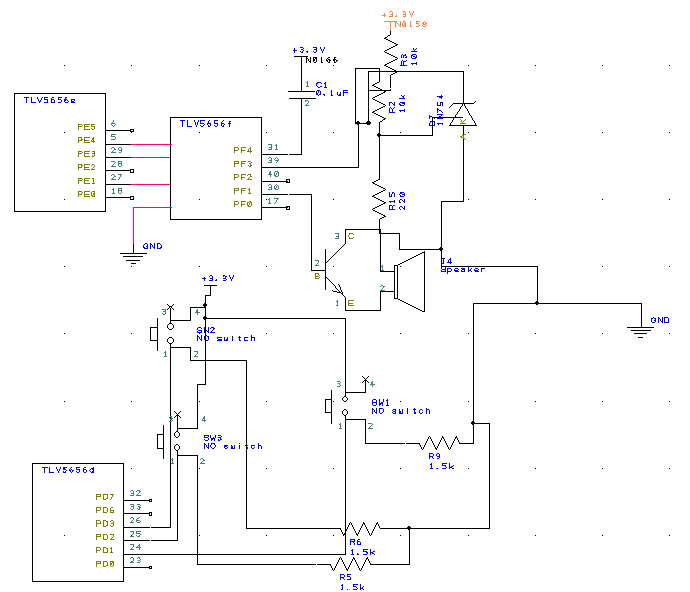 +3.3V
N0158
R3
10k
+3.3V
N0166
C1
0.1uF
1
2
R2
10k
D7
1N754
K
A
TLV5656e
PE5 6
PE4 5
PE3 29
PE2 28
PE1 27
PE0 18
TLV5656f
PF4 31
PF3 39
PF2 40
PF1 30
PF0 17
R15
220
GND
3 C
2
B
1 E
1
2
J4
Speaker
+3.3V
GND
3 4
SW2
NO switch
1 2
3 4
SW1
NO switch
1 2
3 4
SW3
NO switch
1 2
R9
1.5k
TLV5656d
PD7 32
PD6 33
PD3 26
PD2 25
PD1 24
PD0 23
R6
1.5k
R5
1.5k